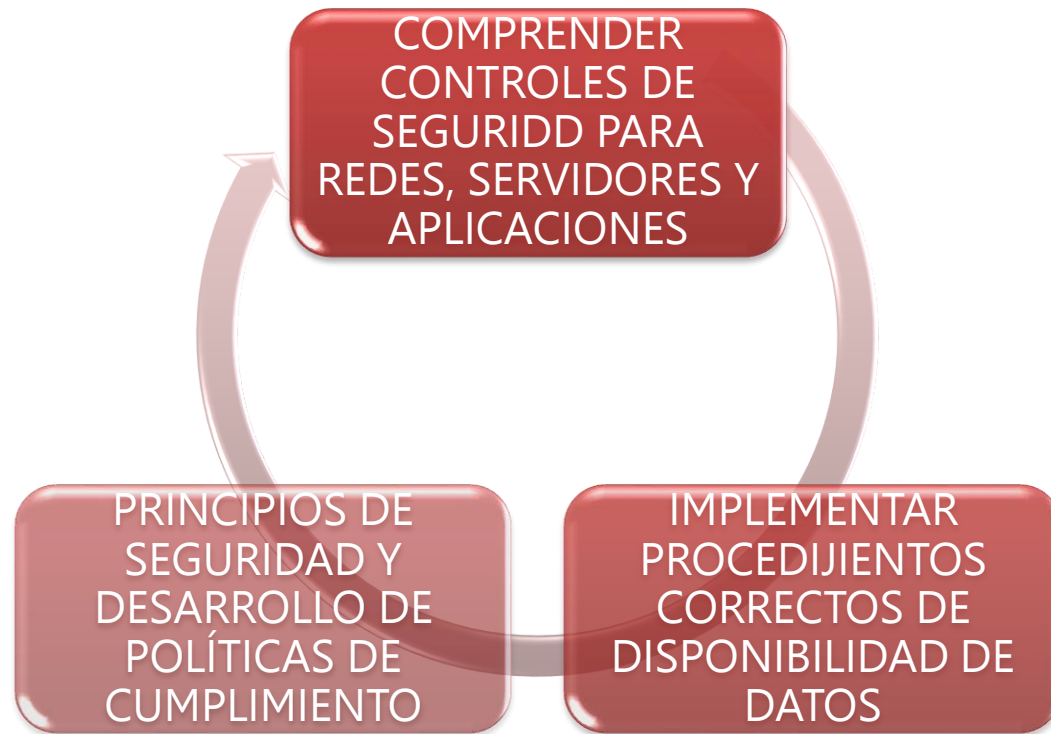 COMPRENDER
CONTROLES DE
SEGURIDD PARA
REDES, SERVIDORES Y
APLICACIONES
PRINCIPIOS DE
SEGURIDAD Y
DESARROLLO DE
POLÍTICAS DE
CUMPLIMIENTO
IMPLEMENTAR
PROCEDIJIENTOS
CORRECTOS DE
DISPONIBILIDAD DE
DATOS